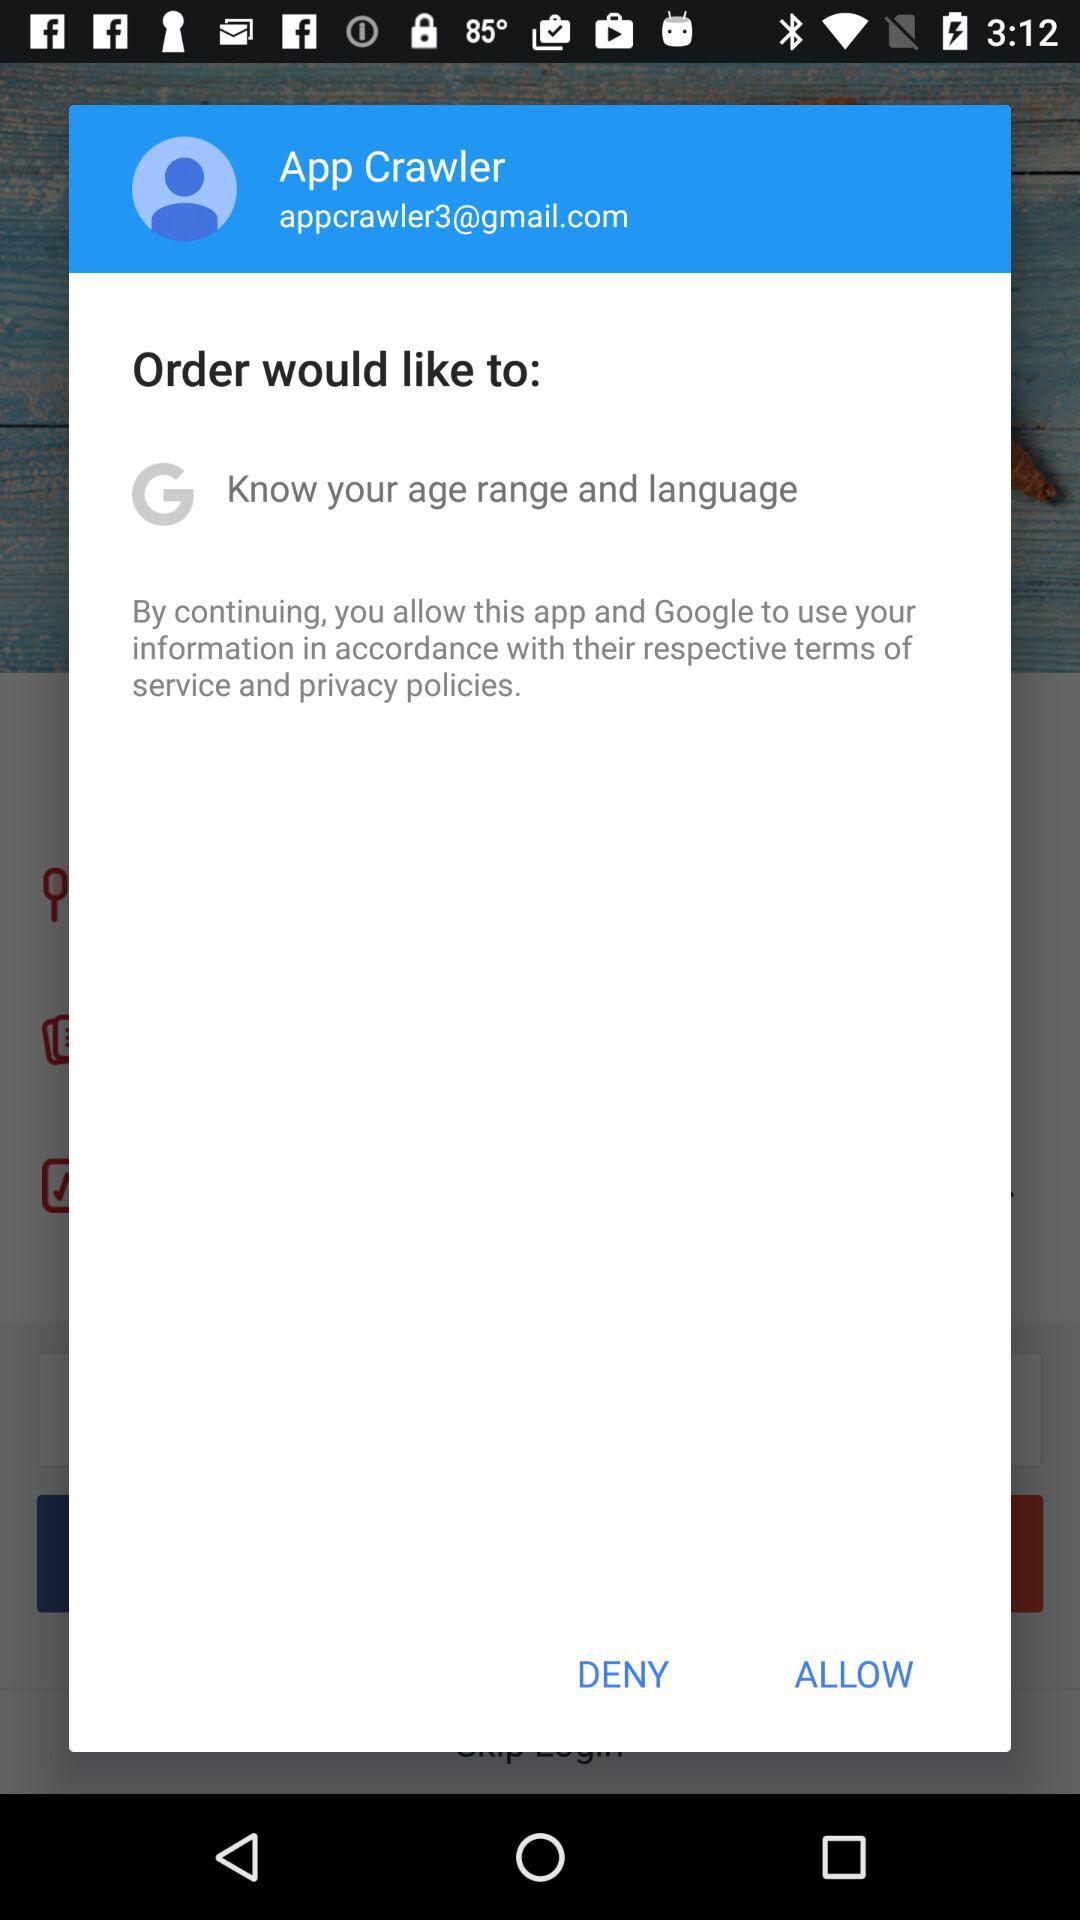 85° 3:12
App Crawler
appcrawler3@gmail.com
Order would like to:
Know your age range and language
By continuing, you allow this app and Google to use your
information in accordance with their respective terms of
service and privacy policies.
DENY ALLOW
Skip Login